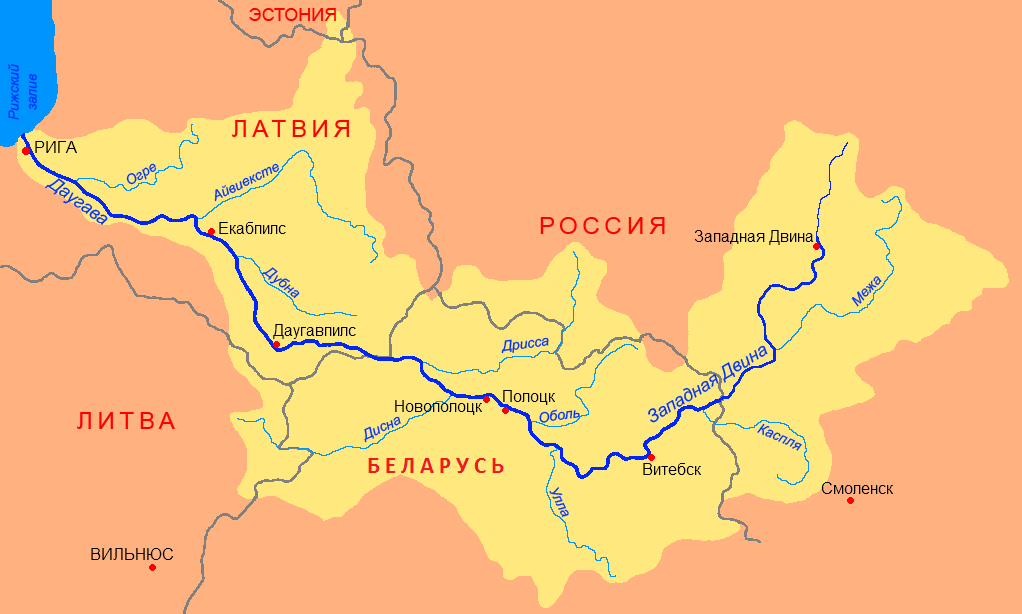 ЭСТОНИЯ
Рижский
залив
ЛАТВИЯ
РИГА
Огре
Айвиексте
Даугава
Екабпилс
РОССИЯ
Западная Двина
Дубна
Межа
Даугавпилс
Дрисса
Западная Двина
Полоцк
Новополоцк
Оболь
ЛИТВА
Дисна
Каспля
БЕЛАРУСЬ
Витебск
Смоленск
Улла
ВИЛЬНЮС